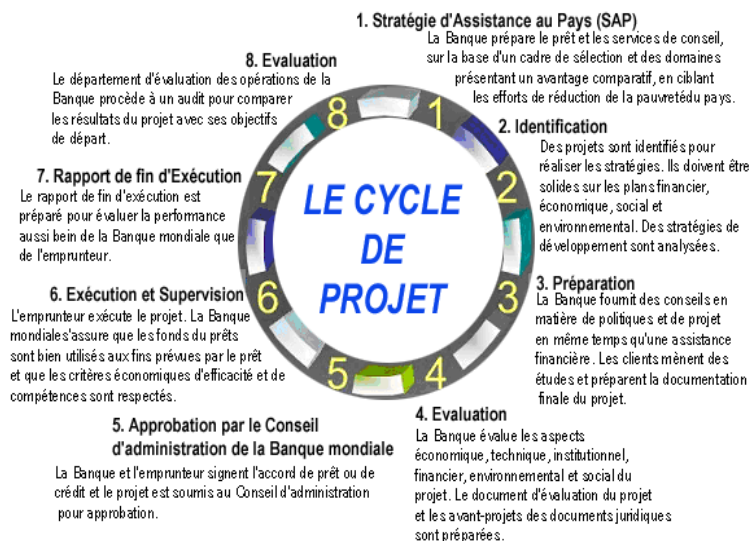 1. Stratégie d'Assistance au Pays (SAP)
La Banque prépare le prêt et les services de conseil,
sur la base d'un cadre de sélection et des domaines
présentant un avantage comparatif, en ciblant
les efforts de réduction de la pauvretédu pays.
2. Identification
Des projets sont identifiés pour
réaliser les stratégies. Ils doivent être
solides sur les plans financier,
économique, social et
environnemental. Des stratégies de
développement sont analysées.
3. Préparation
La Banque fournit des conseils en
matière de politiques et de projet
en même temps qu'une assistance
financière. Les clients mènent des
études et préparent la documentation
finale du projet.
4. Evaluation
La Banque évalue les aspects
économique, technique, institutionnel,
financier, environnemental et social du
projet. Le document d'évaluation du projet
et les avant-projets des documents juridiques
sont préparées.
5. Approbation par le Conseil
d'administration de la Banque mondiale
La Banque et l'emprunteur signent l'accord de prêt ou de
crédit et le projet est soumis au Conseil d'administration
pour approbation.
6. Exécution et Supervision
L'emprunteur exécute le projet. La Banque
mondiale s'assure que les fonds du prêts
sont bien utilisés aux fins prévues par le prêt
et que les critères économiques d'efficacité et de
compétences sont respectés.
7. Rapport de fin d'Exécution
Le rapport de fin d'exécution est
préparé pour évaluer la performance
aussi bein de la Banque mondiale que
de l'emprunteur.
8. Evaluation
Le département d'évaluation des opérations de la
Banque procède à un audit pour comparer
les résultats du projet avec ses objectifs
de départ.
LE CYCLE
DE
PROJET
1
2
3
4
5
6
7
8